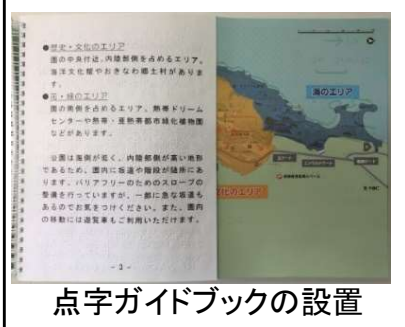 ●歴史・文化のエリア
園の中央付近、内陸部側を占めるエリア。
海洋文化館やおきなわ郷土村がありま
す。
●花・緑のエリア
園の南側を占めるエリア。熱帯ドリーム
センターや熱帯・亜熱帯都市緑化植物園
などがあります。
公園は海側が低く、内陸部側が高い地形
であるため、園内に坂道や階段が随所にあ
ります。バリアフリーのためのスロープの
整備を行っていますが、一部に急な坂道も
あるのでお気をつけください。また、園内
の移動には遊覧車もご利用いただけます。
- 2 -
海のエリア
化のエリア
点字ガイドブックの設置